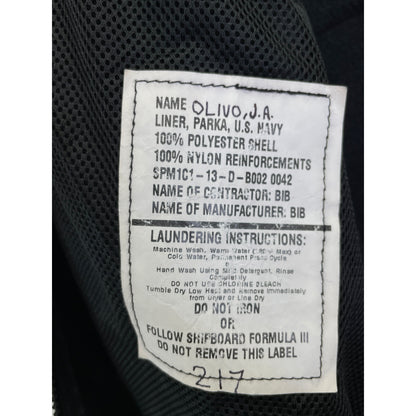 NAME OLIVO, J.A.
LINER, PARKA, U.S. NAVY
100% POLYESTER SHELL
100% NYLON REINFORCEMENTS
SPM1C1-13-D-B002 0042
NAME OF CONTRACTOR: BIB
NAME OF MANUFACTURER: BIB
LAUNDERING INSTRUCTIONS:
Machine Wash, Warm Water Max) or
Cold Water, Permanent Press Cycle
Hand Wash Using Mild Detergent, Rinse
Completely
DO NOT USE CHLORINE BLEACH
Tumble Dry Low Heat and Remove Immediately
from Dryer or Line Dry
DO NOT IRON
OR
FOLLOW SHIPBOARD FORMULA III
DO NOT REMOVE THIS LABEL
217